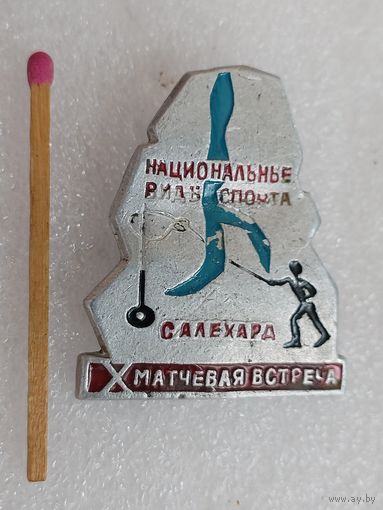 НАЦИОНАЛЬНЫЕ
ВИДЫ СПОРТА
САЛЕХАРД
X МАТЧЕВАЯ ВСТРЕЧА
www.ay.by